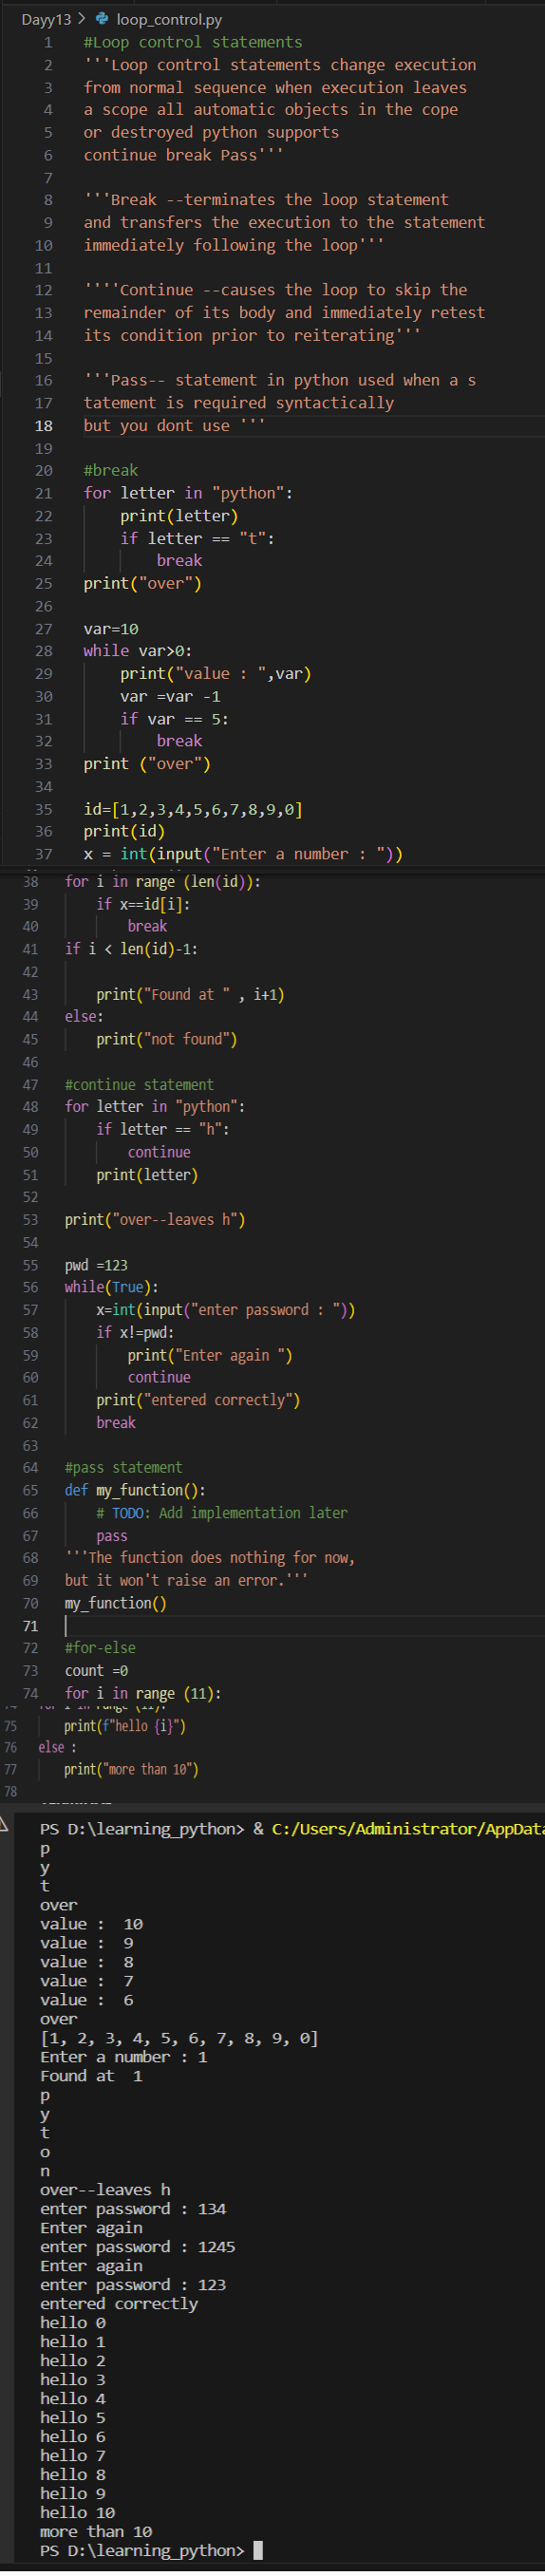 Dayy13 > loop_control.py
1 #Loop control statements
2 '''Loop control statements change execution
3 from normal sequence when execution leaves
4 a scope all automatic objects in the cope
5 or destroyed python supports
6 continue break Pass'''
7
8 '''Break --terminates the loop statement
9 and transfers the execution to the statement
10 immediately following the loop'''
11
12 ''''Continue --causes the loop to skip the
13 remainder of its body and immediately retest
14 its condition prior to reiterating'''
15
16 '''Pass-- statement in python used when a s
17 tatement is required syntactically
18 but you dont use '''
19
20 #break
21 for letter in "python":
22     print(letter)
23     if letter == "t":
24         break
25 print("over")
26
27 var=10
28 while var>0:
29     print("value : ",var)
30     var =var -1
31     if var == 5:
32         break
33 print ("over")
34
35 id=[1,2,3,4,5,6,7,8,9,0]
36 print(id)
37 x = int(input("Enter a number : "))
38 for i in range (len(id)):
39     if x==id[i]:
40         break
41 if i < len(id)-1:
42
43     print("Found at " , i+1)
44 else:
45     print("not found")
46
47 #continue statement
48 for letter in "python":
49     if letter == "h":
50         continue
51     print(letter)
52
53 print("over--leaves h")
54
55 pwd =123
56 while(True):
57     x=int(input("enter password : "))
58     if x!=pwd:
59         print("Enter again ")
60         continue
61     print("entered correctly")
62     break
63
64 #pass statement
65 def my_function():
66     # TODO: Add implementation later
67     pass
68 '''The function does nothing for now,
69 but it won't raise an error.'''
70 my_function()
71
72 #for-else
73 count =0
74 for i in range (11):
74 for i in range (11):
75     print(f"hello {i}")
76 else :
77     print("more than 10")
78
PS D:\learning_python> & C:/Users/Administrator/AppData
p
y
t
over
value :  10
value :  9
value :  8
value :  7
value :  6
over
[1, 2, 3, 4, 5, 6, 7, 8, 9, 0]
Enter a number : 1
Found at  1
p
y
t
o
n
over--leaves h
enter password : 134
Enter again
enter password : 1245
Enter again
enter password : 123
entered correctly
hello 0
hello 1
hello 2
hello 3
hello 4
hello 5
hello 6
hello 7
hello 8
hello 9
hello 10
more than 10
PS D:\learning_python>